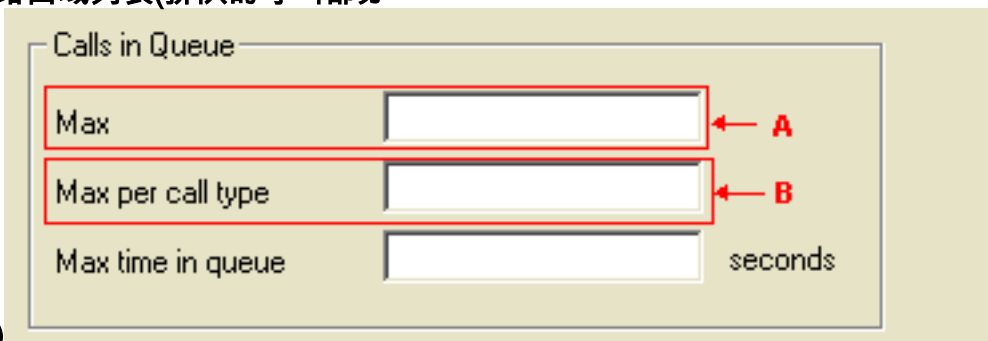 Calls in Queue
Max A
Max per call type B
Max time in queue seconds
)